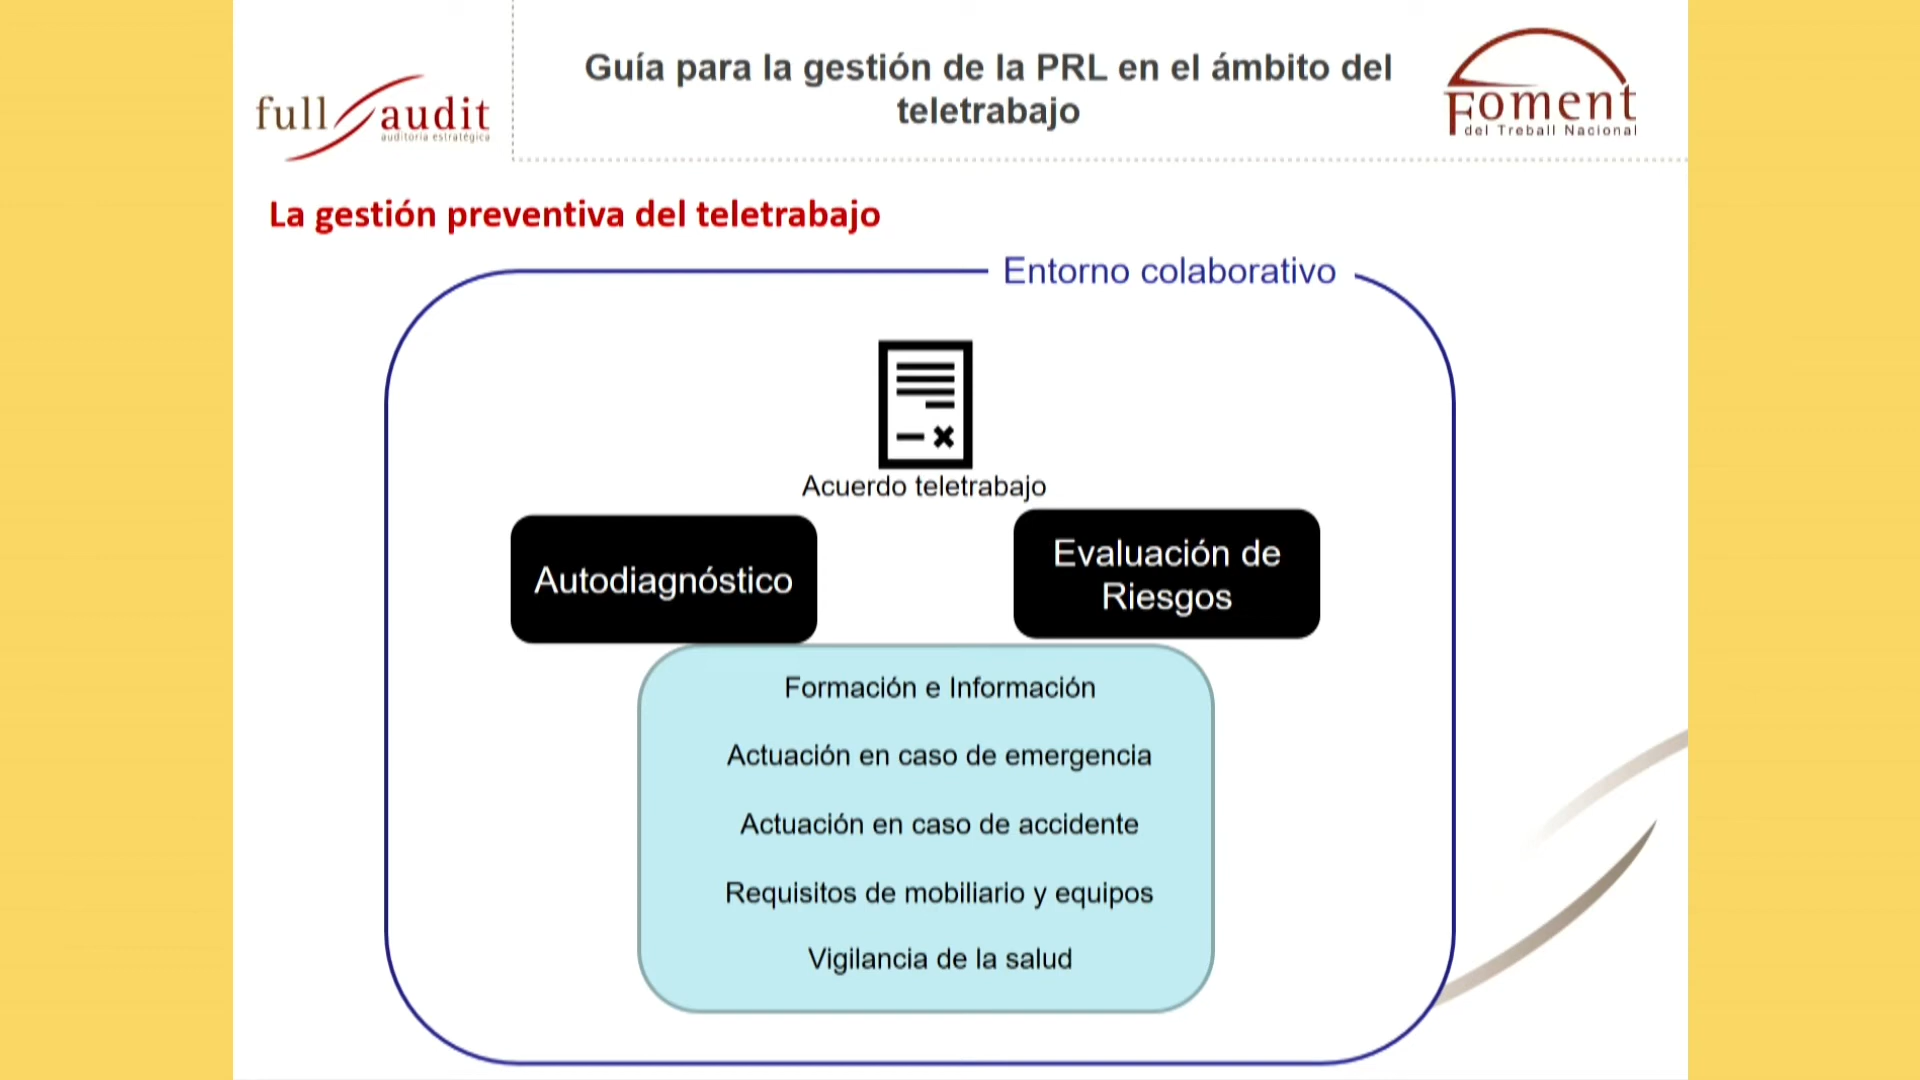 full audit
auditoria estratégica
Guía para la gestión de la PRL en el ámbito del
teletrabajo
Foment
del Treball Nacional
La gestión preventiva del teletrabajo
Entorno colaborativo
Acuerdo teletrabajo
Autodiagnóstico
Evaluación de
Riesgos
Formación e Información
Actuación en caso de emergencia
Actuación en caso de accidente
Requisitos de mobiliario y equipos
Vigilancia de la salud